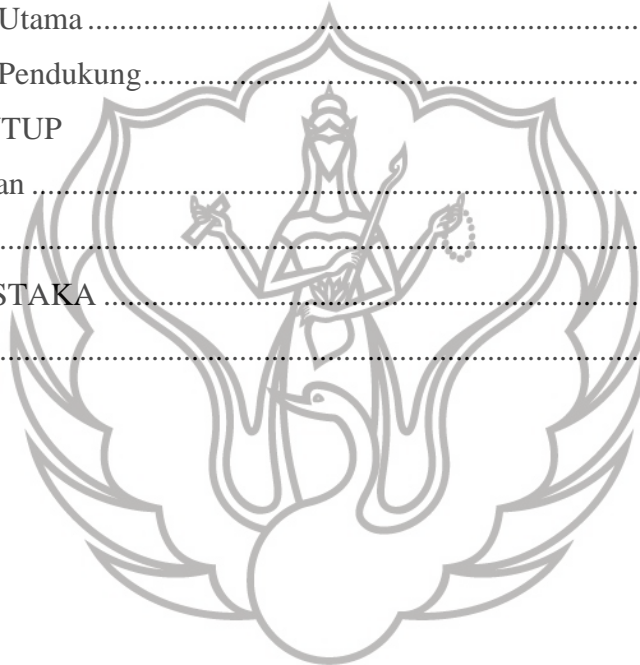 Utama ..........................................................................
Pendukung..................................................................
TUP
an ................................................................................
....................................................................................
STAKA .......................................................................
....................................................................................